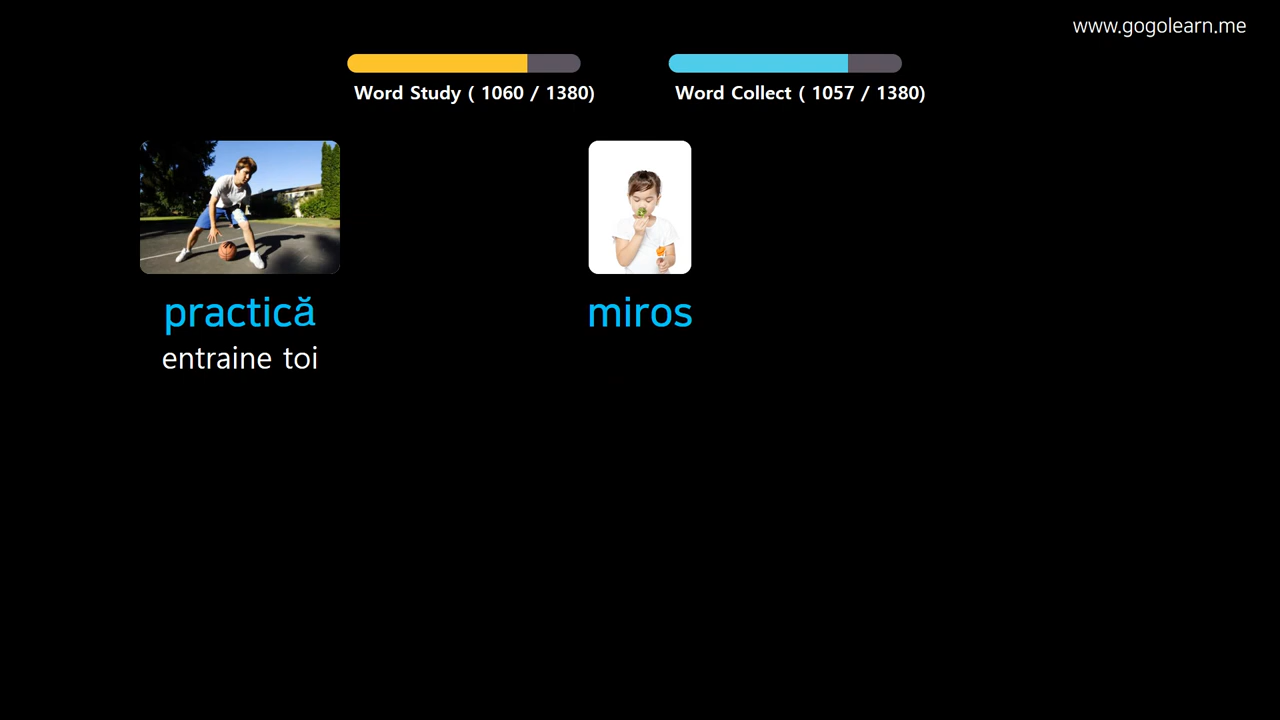 www.gogolearn.me
Word Study ( 1060 / 1380)
Word Collect ( 1057 / 1380)
practică
miros
entraine toi